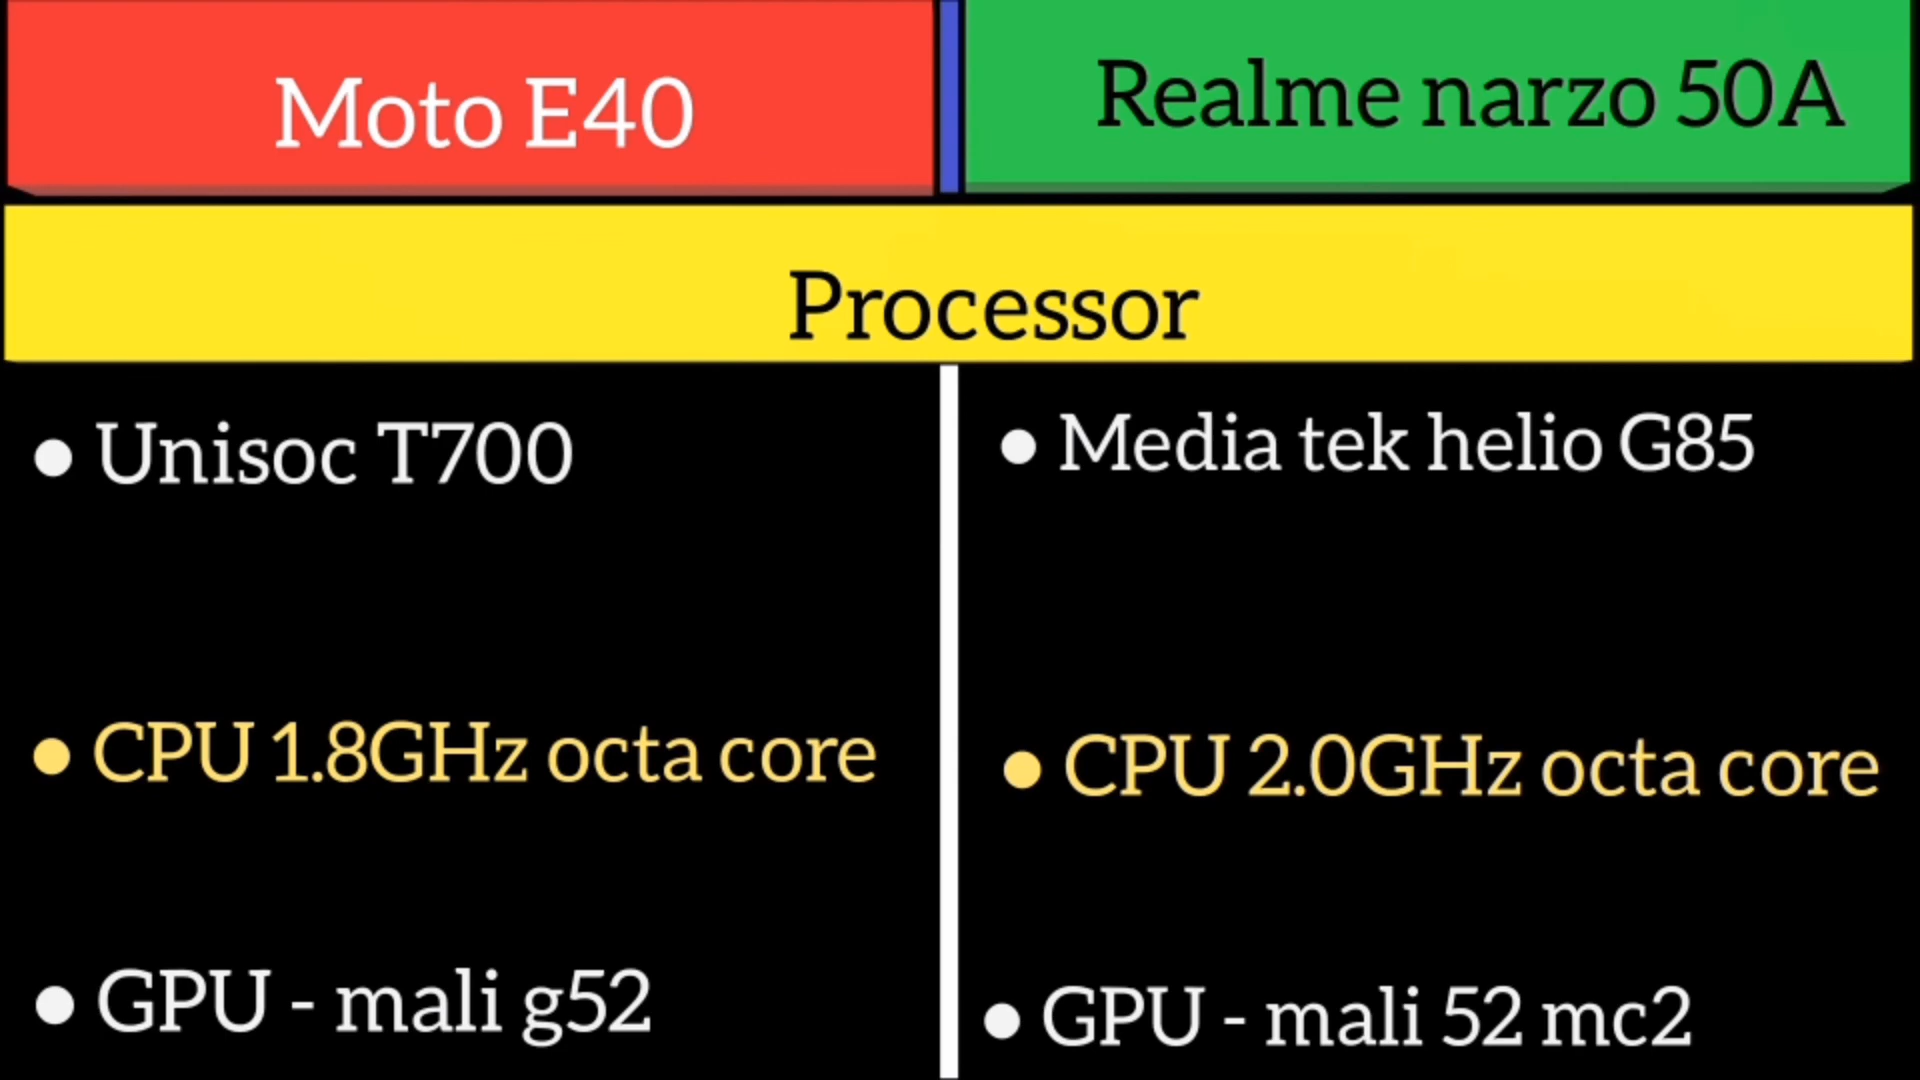 Moto E40
Realme narzo 50A
Processor
• Unisoc T700
• Media tek helio G85
• CPU 1.8GHz octa core
• CPU 2.0GHz octa core
• GPU - mali g52
• GPU - mali 52 mc2